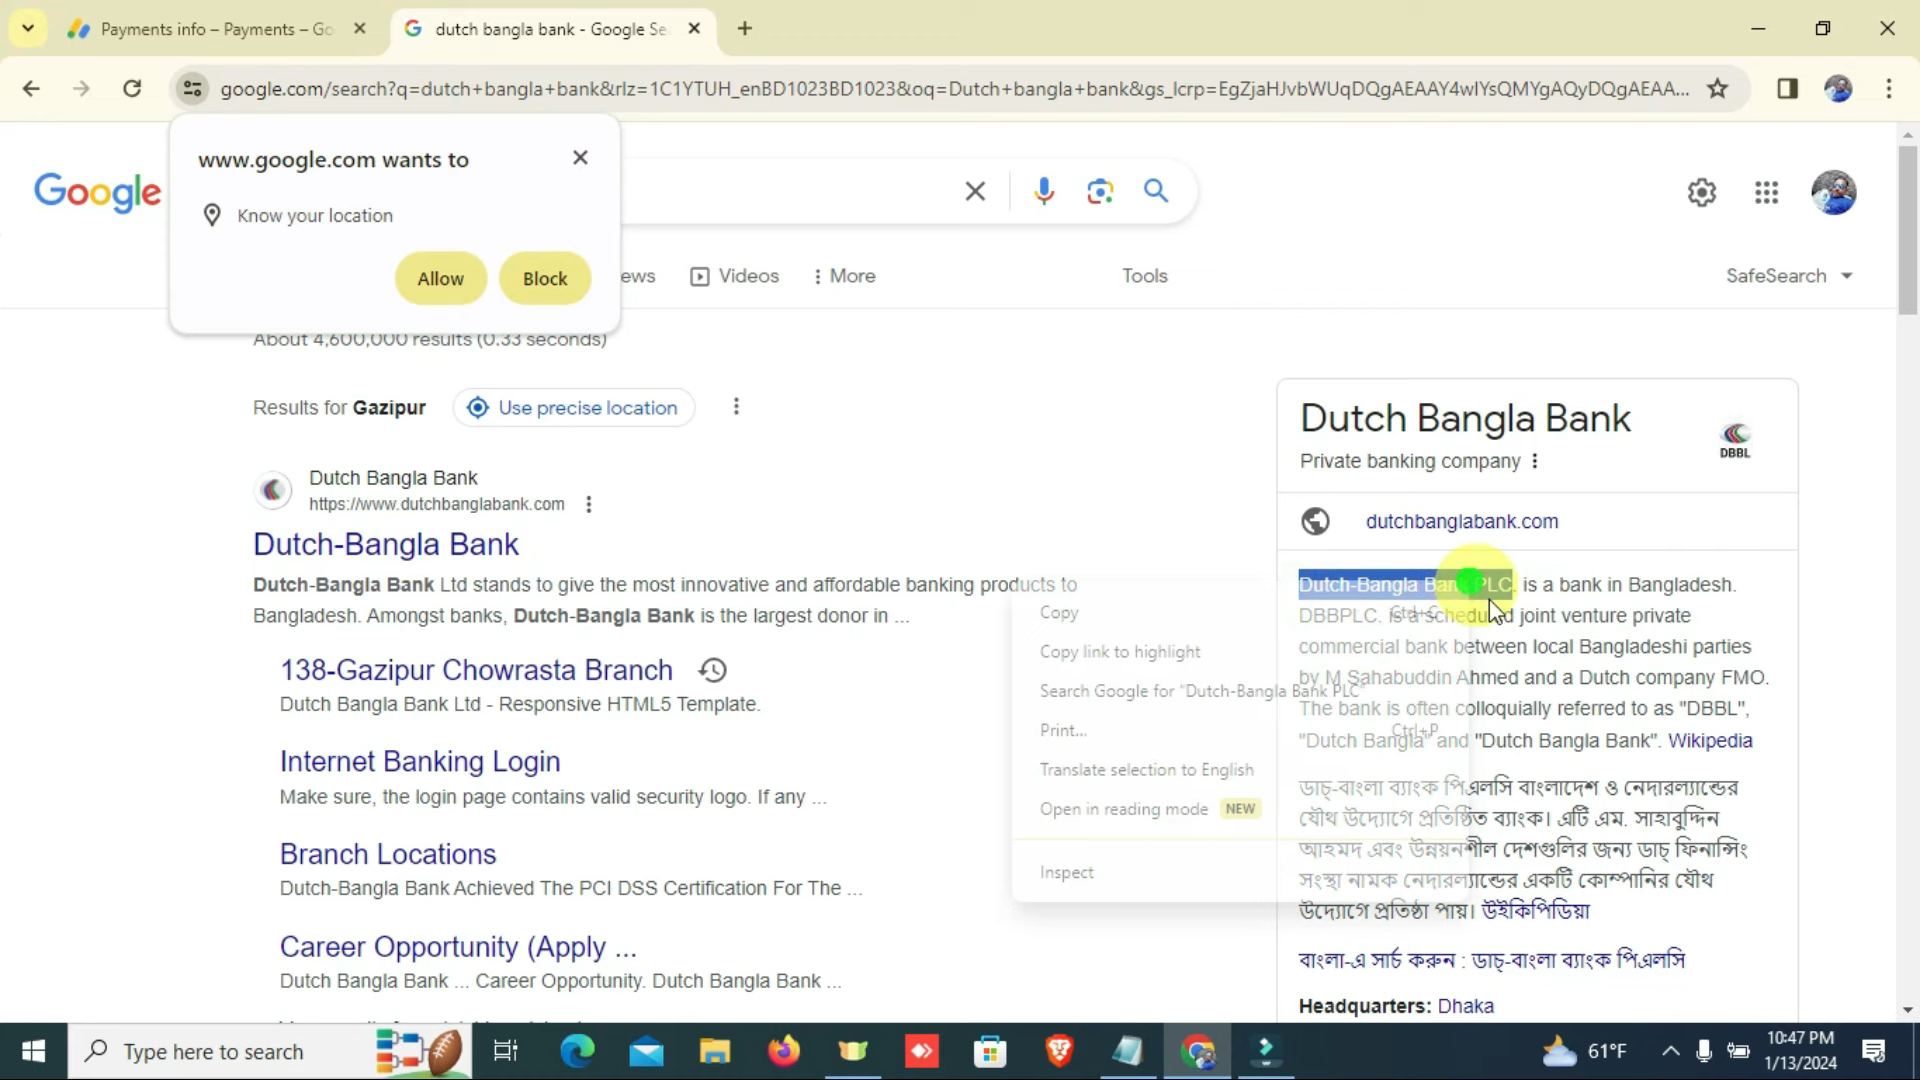 Payments info – Payments – Go
dutch bangla bank - Google Se
google.com/search?q=dutch+bangla+bank&rlz=1C1YTUH_enBD1023BD1023&oq=Dutch+bangla+bank&gs_lcrp=EgZjaHJvbWUqDQgAEAAY4wIYsQMYgAQyDQgAEAA...
www.google.com wants to
Know your location
Allow
Block
Google
ews
Videos
More
Tools
SafeSearch
About 4,600,000 results (0.33 seconds)
Results for Gazipur
Use precise location
Dutch Bangla Bank
https://www.dutchbanglabank.com
Dutch-Bangla Bank
Dutch-Bangla Bank Ltd stands to give the most innovative and affordable banking products to
Bangladesh. Amongst banks, Dutch-Bangla Bank is the largest donor in ...
138-Gazipur Chowrasta Branch
Dutch Bangla Bank Ltd - Responsive HTML5 Template.
Internet Banking Login
Make sure, the login page contains valid security logo. If any ...
Branch Locations
Dutch-Bangla Bank Achieved The PCI DSS Certification For The ...
Career Opportunity (Apply ...
Dutch Bangla Bank ... Career Opportunity. Dutch Bangla Bank ...
Copy Ctrl+C
Copy link to highlight
Search Google for "Dutch-Bangla Bank PLC"
Print... Ctrl+P
Translate selection to English
Open in reading mode NEW
Inspect
Dutch Bangla Bank
Private banking company
DBBL
dutchbanglabank.com
Dutch-Bangla Bank PLC. is a bank in Bangladesh.
DBBPLC. is a scheduled joint venture private
commercial bank between local Bangladeshi parties
by M Sahabuddin Ahmed and a Dutch company FMO.
The bank is often colloquially referred to as "DBBL",
"Dutch Bangla" and "Dutch Bangla Bank". Wikipedia
ডাচ্-বাংলা ব্যাংক পিএলসি বাংলাদেশ ও নেদারল্যান্ডের
যৌথ উদ্যোগে প্রতিষ্ঠিত ব্যাংক। এটি এম. সাহাবুদ্দিন
আহমদ এবং উন্নয়নশীল দেশগুলির জন্য ডাচ্ ফিনান্সিং
সংস্থা নামক নেদারল্যান্ডের একটি কোম্পানির যৌথ
উদ্যোগে প্রতিষ্ঠা পায়। উইকিপিডিয়া
বাংলা-এ সার্চ করুন : ডাচ্-বাংলা ব্যাংক পিএলসি
Headquarters: Dhaka
Type here to search
61°F
10:47 PM
1/13/2024